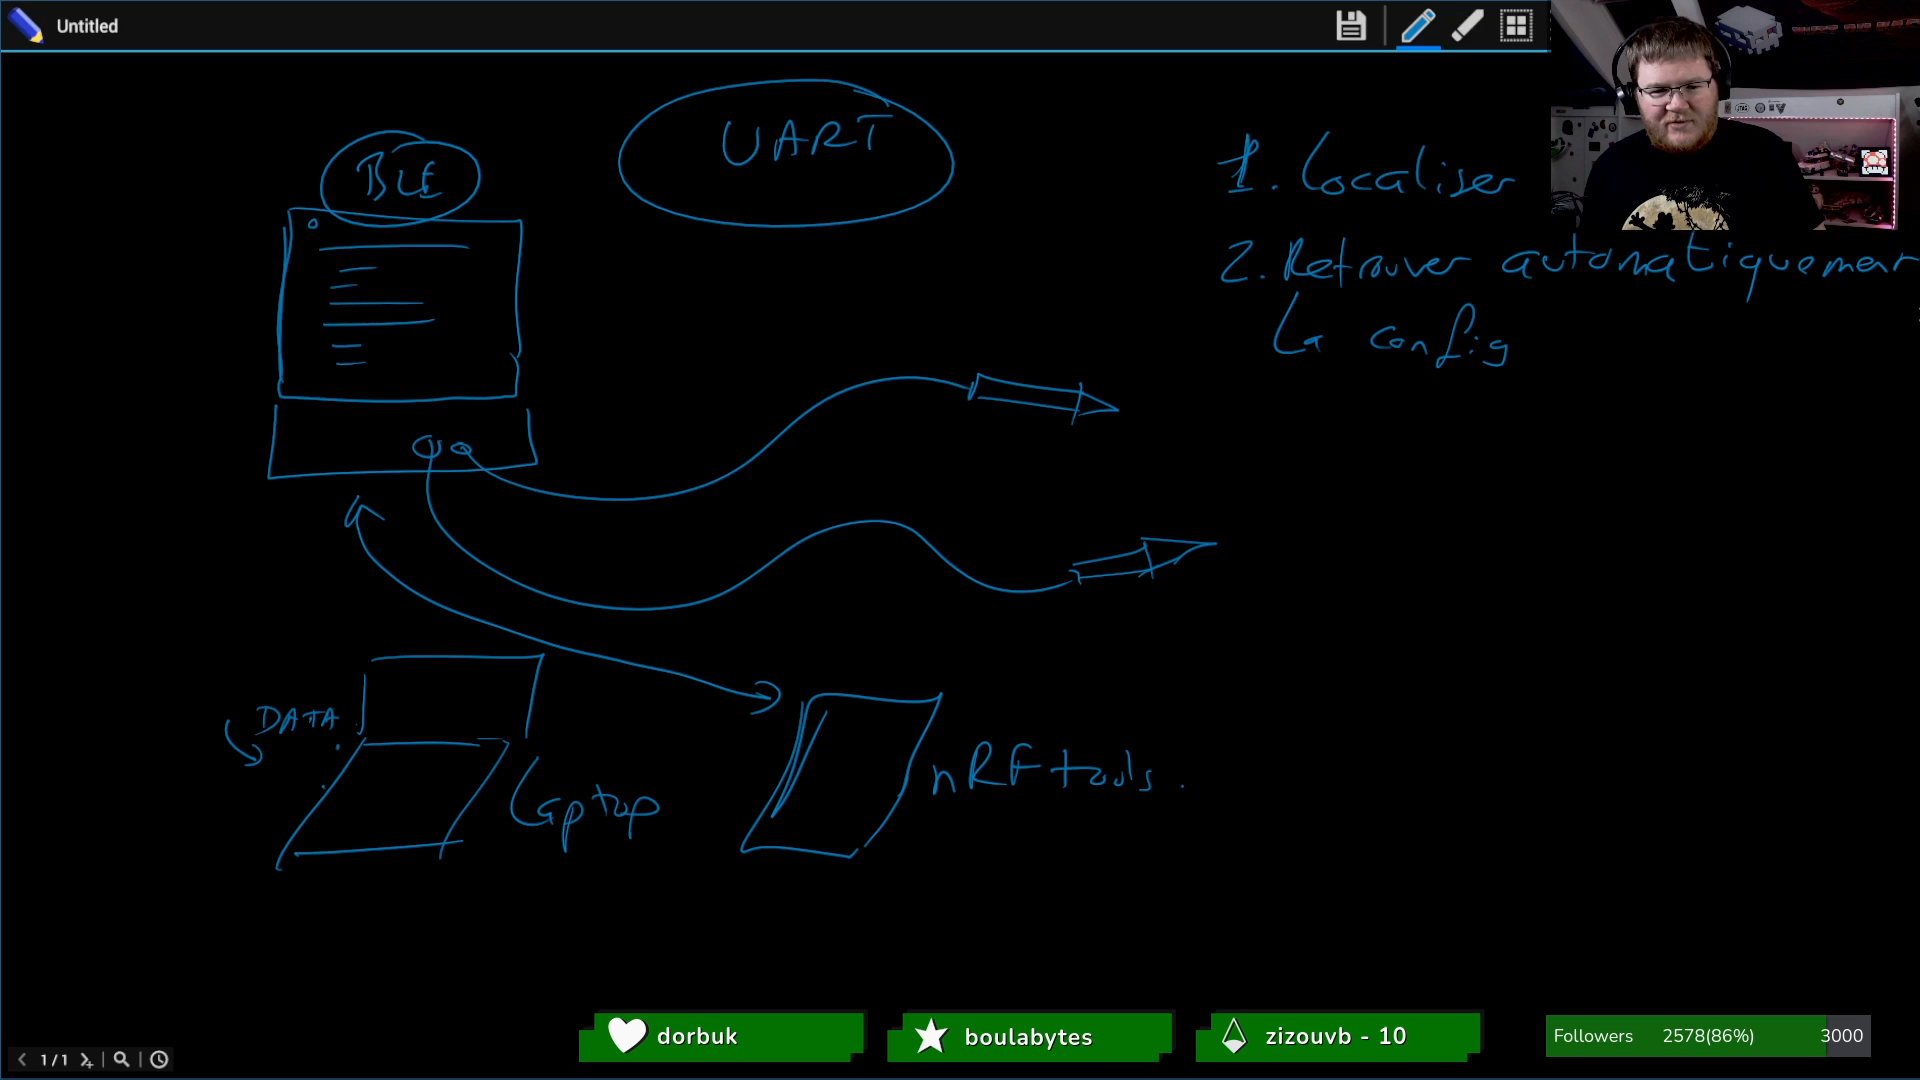 Untitled
UART
BLE
1. Localiser
2. Retrouver automatiquement
la config
DATA
Laptop
nRF tools.
dorbuk
boulabytes
zizouvb - 10
Followers 2578(86%) 3000
1/1